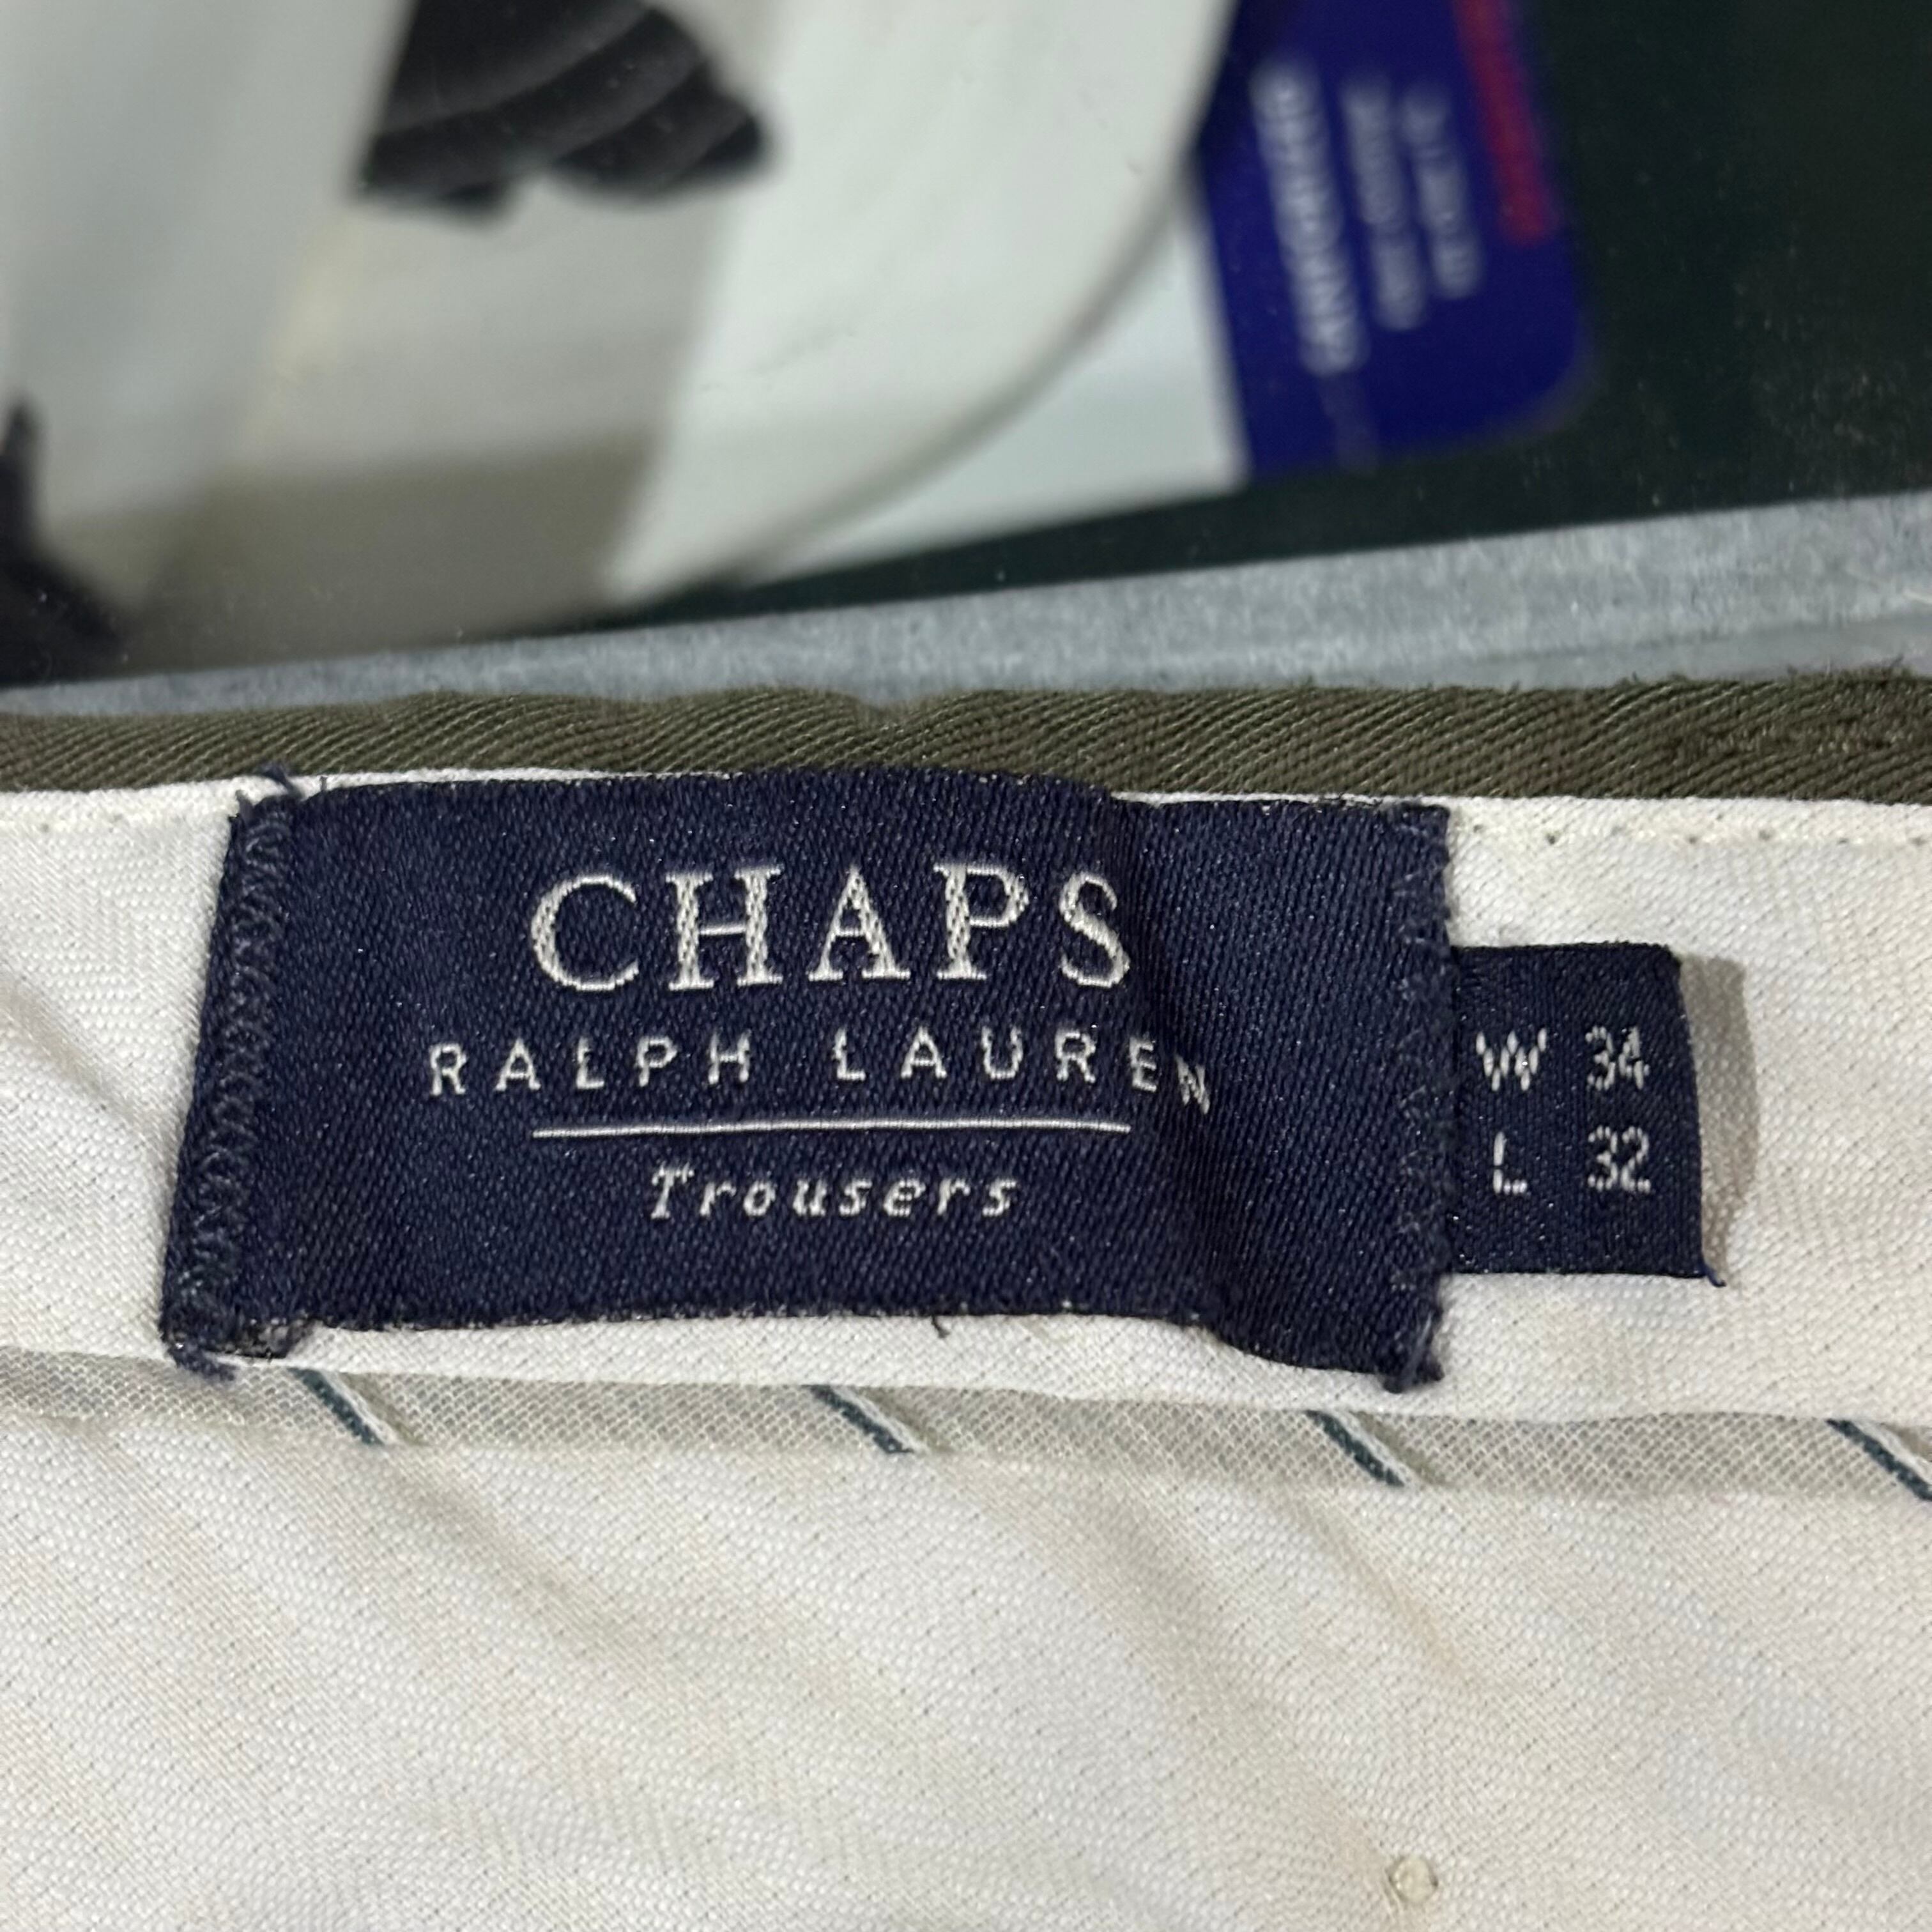 CHAPS
RALPH LAUREN
Trousers
W 34
L 32